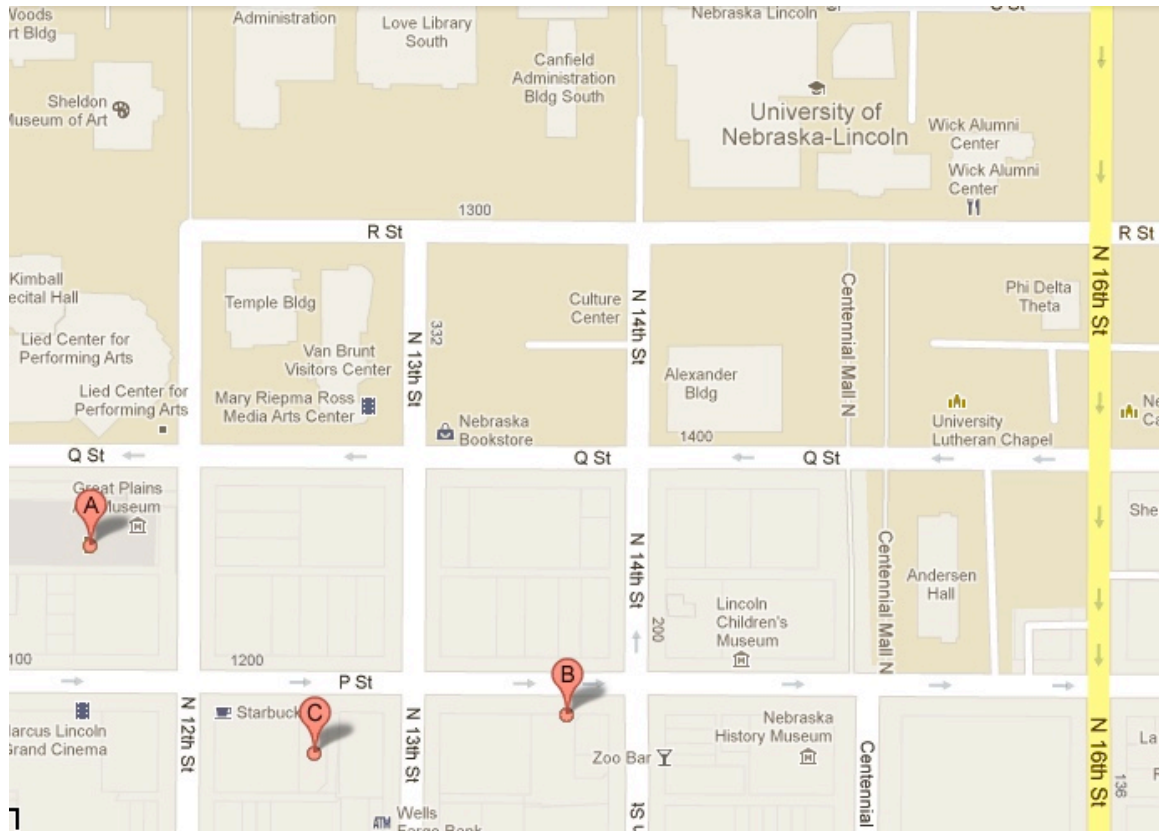 Woods
Art Bldg
Administration
Love Library
South
Canfield
Administration
Bldg South
Nebraska Lincoln
Sheldon
Museum of Art
University of
Nebraska-Lincoln
Wick Alumni
Center
Wick Alumni
Center
1300
R St
R St
N 16th St
Kimball
ecital Hall
Temple Bldg
Culture
Center
N 14th St
Centennial Mall N
Phi Delta
Theta
Lied Center for
Performing Arts
Van Brunt
Visitors Center
332
N 13th St
Alexander
Bldg
Lied Center for
Performing Arts
Mary Riepma Ross
Media Arts Center
Nebraska
Bookstore
1400
University
Lutheran Chapel
Ne
Ca
Q St
Q St
Q St
Great Plains
Museum
A
N 14th St
Centennial Mall N
She
Andersen
Hall
Lincoln
Children's
Museum
200
100
1200
P St
B
N 12th St
Starbuck
C
N 13th St
Marcus Lincoln
Grand Cinema
Nebraska
History Museum
Zoo Bar
Centennial
N 16th St
La
136
ATM
Wells
Fargo Bank